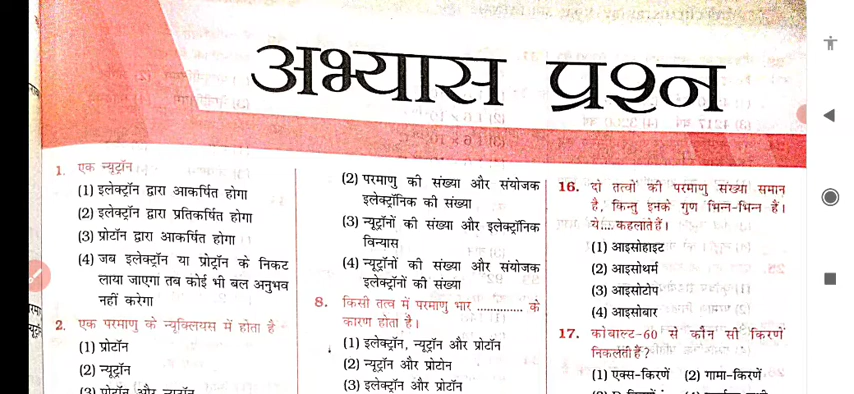 अभ्यास प्रश्न
1. एक न्यूट्रॉन
(1) इलेक्ट्रॉन द्वारा आकर्षित होगा
(2) इलेक्ट्रॉन द्वारा प्रतिकर्षित होगा
(3) प्रोटॉन द्वारा आकर्षित होगा
(4) जब इलेक्ट्रॉन या प्रोट्रॉन के निकट
लाया जाएगा तब कोई भी बल अनुभव
नहीं करेगा
2. एक परमाणु के न्यूक्लियस में होता है
(1) प्रोटॉन
(2) न्यूट्रॉन
(3) प्रोटॉन और न्यूट्रॉन
(2) परमाणु की संख्या और संयोजक
इलेक्ट्रॉनिक की संख्या
(3) न्यूट्रॉनों की संख्या और इलेक्ट्रॉनिक
विन्यास
(4) न्यूट्रॉनों की संख्या और संयोजक
इलेक्ट्रॉनों की संख्या
8. किसी तत्व में परमाणु भार .............. के
कारण होता है।
(1) इलेक्ट्रॉन, न्यूट्रॉन और प्रोटॉन
(2) न्यूट्रॉन और प्रोटोन
(3) इलेक्ट्रॉन और प्रोटॉन
16. दो तत्वों की परमाणु संख्या समान
है, किन्तु इनके गुण भिन्न-भिन्न हैं।
ये.... कहलाते हैं।
(1) आइसोहाइट
(2) आइसोथर्म
(3) आइसोटोप
(4) आइसोबार
17. कोबाल्ट-60 से कौन सी किरणें
निकलती हैं?
(1) एक्स-किरणें (2) गामा-किरणें